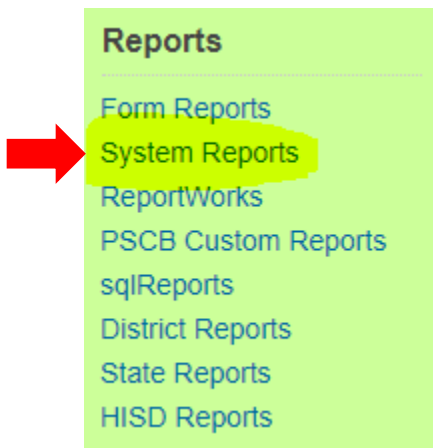 Reports
Form Reports
System Reports
ReportWorks
PSCB Custom Reports
sqlReports
District Reports
State Reports
HISD Reports